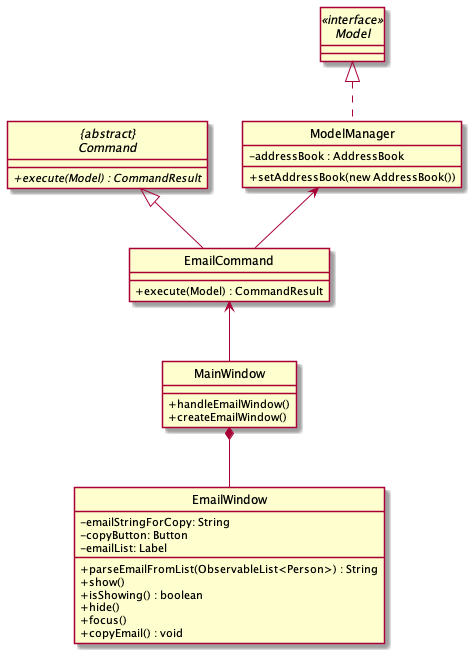 «interface»
Model
{abstract}
Command
+execute(Model) : CommandResult
ModelManager
-addressBook : AddressBook
+setAddressBook(new AddressBook())
EmailCommand
+execute(Model) : CommandResult
MainWindow
+handleEmailWindow()
+createEmailWindow()
EmailWindow
-emailStringForCopy: String
-copyButton: Button
-emailList: Label
+parseEmailFromList(ObservableList<Person>) : String
+show()
+isShowing() : boolean
+hide()
+focus()
+copyEmail() : void